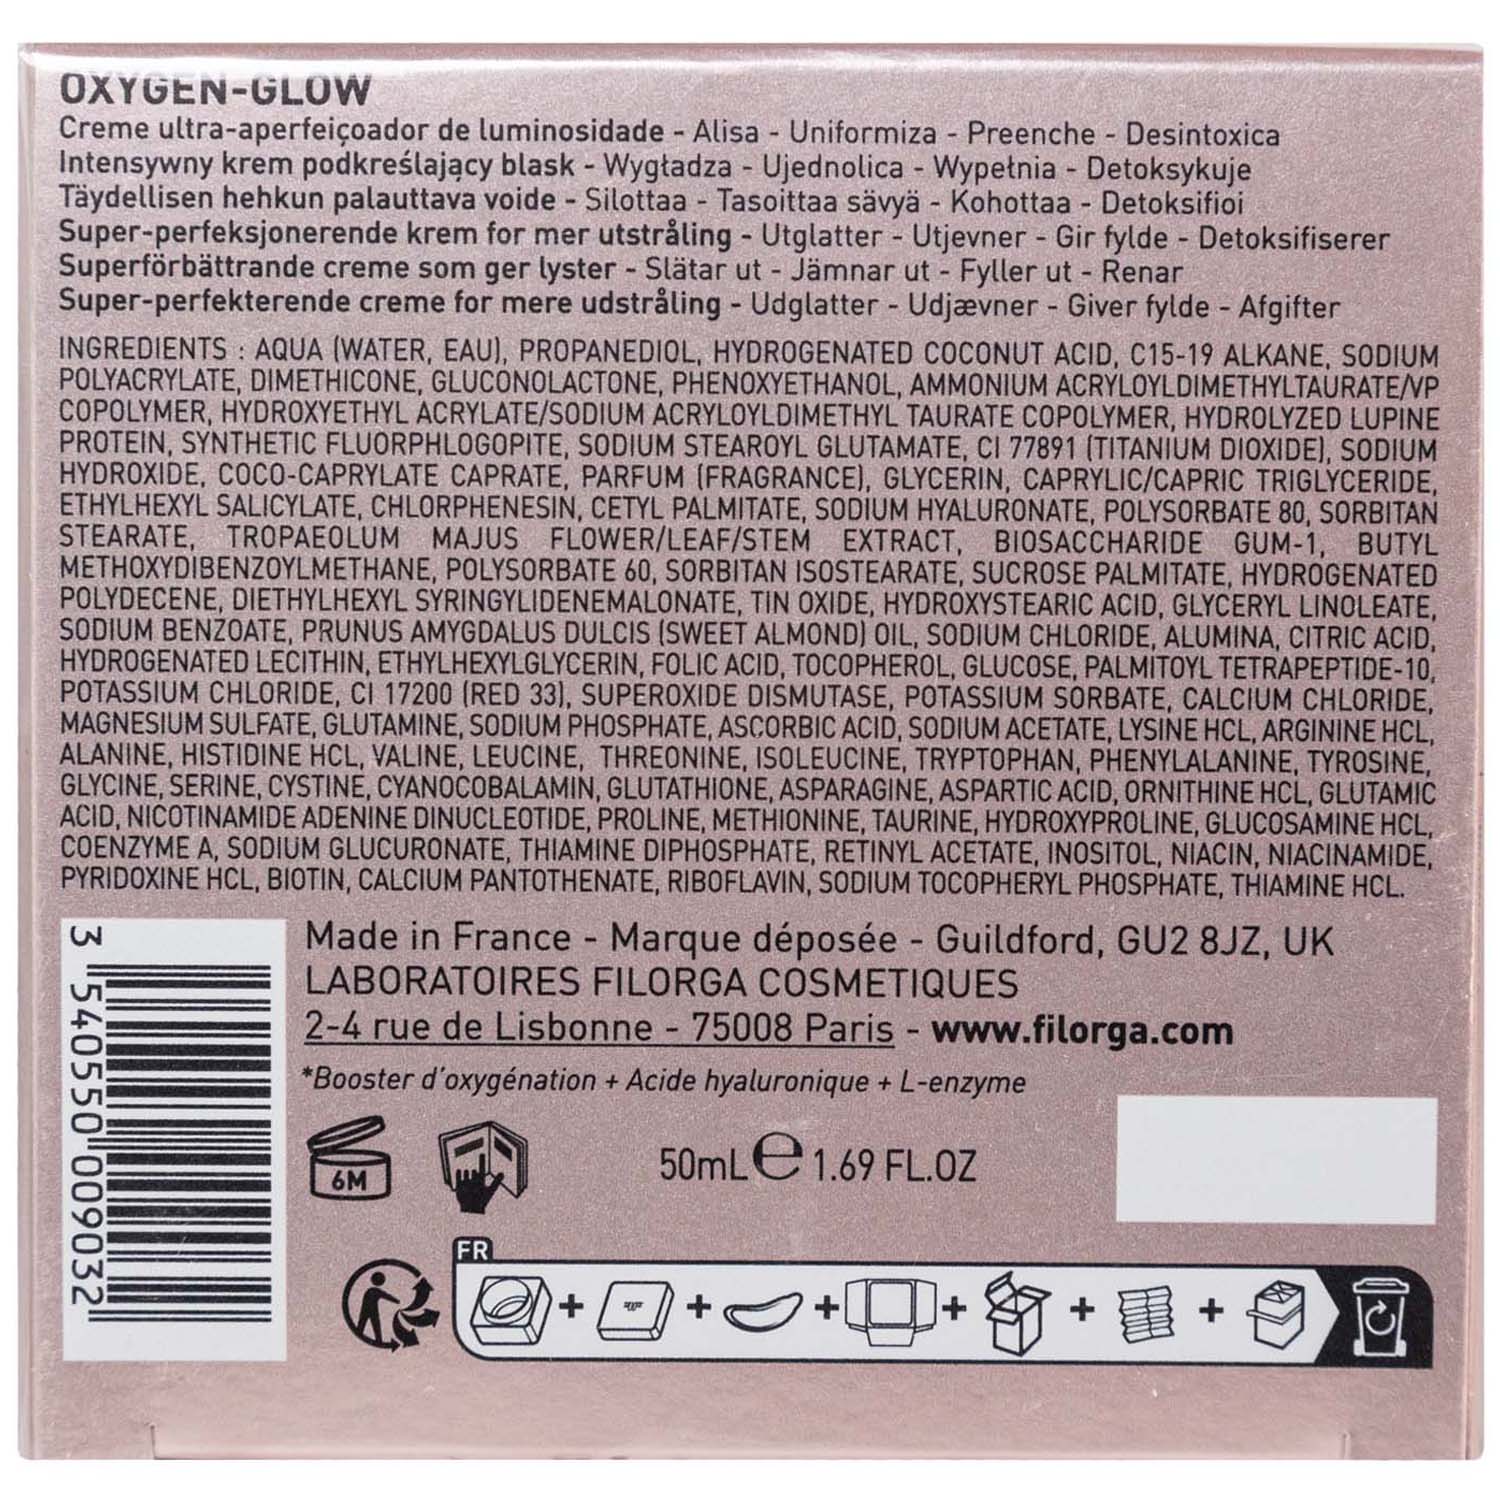 OXYGEN-GLOW
Creme ultra-aperfeiçoador de luminosidade - Alisa - Uniformiza - Preenche - Desintoxica
Intensywny krem podkreślający blask - Wygładza - Ujednolica - Wypełnia - Detoksykuje
Täydellisen hehkun palauttava voide - Silottaa - Tasoittaa sävyä - Kohottaa - Detoksifioi
Super-perfeksjonerende krem for mer utstråling - Utglatter - Utjevner - Gir fylde - Detoksifiserer
Superförbättrande creme som ger lyster - Slätar ut - Jämnar ut - Fyller ut - Renar
Super-perfekterende creme for mere udstråling - Udglatter - Udjævner - Giver fylde - Afgifter
INGREDIENTS : AQUA (WATER, EAU), PROPANEDIOL, HYDROGENATED COCONUT ACID, C15-19 ALKANE, SODIUM
POLYACRYLATE, DIMETHICONE, GLUCONOLACTONE, PHENOXYETHANOL, AMMONIUM ACRYLOYLDIMETHYLTAURATE/VP
COPOLYMER, HYDROXYETHYL ACRYLATE/SODIUM ACRYLOYLDIMETHYL TAURATE COPOLYMER, HYDROLYZED LUPINE
PROTEIN, SYNTHETIC FLUORPHLOGOPITE, SODIUM STEAROYL GLUTAMATE, CI 77891 (TITANIUM DIOXIDE), SODIUM
HYDROXIDE, COCO-CAPRYLATE CAPRATE, PARFUM (FRAGRANCE), GLYCERIN, CAPRYLIC/CAPRIC TRIGLYCERIDE,
ETHYLHEXYL SALICYLATE, CHLORPHENESIN, CETYL PALMITATE, SODIUM HYALURONATE, POLYSORBATE 80, SORBITAN
STEARATE, TROPAEOLUM MAJUS FLOWER/LEAF/STEM EXTRACT, BIOSACCHARIDE GUM-1, BUTYL
METHOXYDIBENZOYLMETHANE, POLYSORBATE 60, SORBITAN ISOSTEARATE, SUCROSE PALMITATE, HYDROGENATED
POLYDECENE, DIETHYLHEXYL SYRINGYLIDENEMALONATE, TIN OXIDE, HYDROXYSTEARIC ACID, GLYCERYL LINOLEATE,
SODIUM BENZOATE, PRUNUS AMYGDALUS DULCIS (SWEET ALMOND) OIL, SODIUM CHLORIDE, ALUMINA, CITRIC ACID,
HYDROGENATED LECITHIN, ETHYLHEXYLGLYCERIN, FOLIC ACID, TOCOPHEROL, GLUCOSE, PALMITOYL TETRAPEPTIDE-10,
POTASSIUM CHLORIDE, CI 17200 (RED 33), SUPEROXIDE DISMUTASE, POTASSIUM SORBATE, CALCIUM CHLORIDE,
MAGNESIUM SULFATE, GLUTAMINE, SODIUM PHOSPHATE, ASCORBIC ACID, SODIUM ACETATE, LYSINE HCL, ARGININE HCL,
ALANINE, HISTIDINE HCL, VALINE, LEUCINE, THREONINE, ISOLEUCINE, TRYPTOPHAN, PHENYLALANINE, TYROSINE,
GLYCINE, SERINE, CYSTINE, CYANOCOBALAMIN, GLUTATHIONE, ASPARAGINE, ASPARTIC ACID, ORNITHINE HCL, GLUTAMIC
ACID, NICOTINAMIDE ADENINE DINUCLEOTIDE, PROLINE, METHIONINE, TAURINE, HYDROXYPROLINE, GLUCOSAMINE HCL,
COENZYME A, SODIUM GLUCURONATE, THIAMINE DIPHOSPHATE, RETINYL ACETATE, INOSITOL, NIACIN, NIACINAMIDE,
PYRIDOXINE HCL, BIOTIN, CALCIUM PANTOTHENATE, RIBOFLAVIN, SODIUM TOCOPHERYL PHOSPHATE, THIAMINE HCL.
3 540550 009032
Made in France - Marque déposée - Guildford, GU2 8JZ, UK
LABORATOIRES FILORGA COSMETIQUES
2-4 rue de Lisbonne - 75008 Paris - www.filorga.com
*Booster d'oxygénation + Acide hyaluronique + L-enzyme
6M
50mL e 1.69 FL.OZ
FR
+ + + + + +